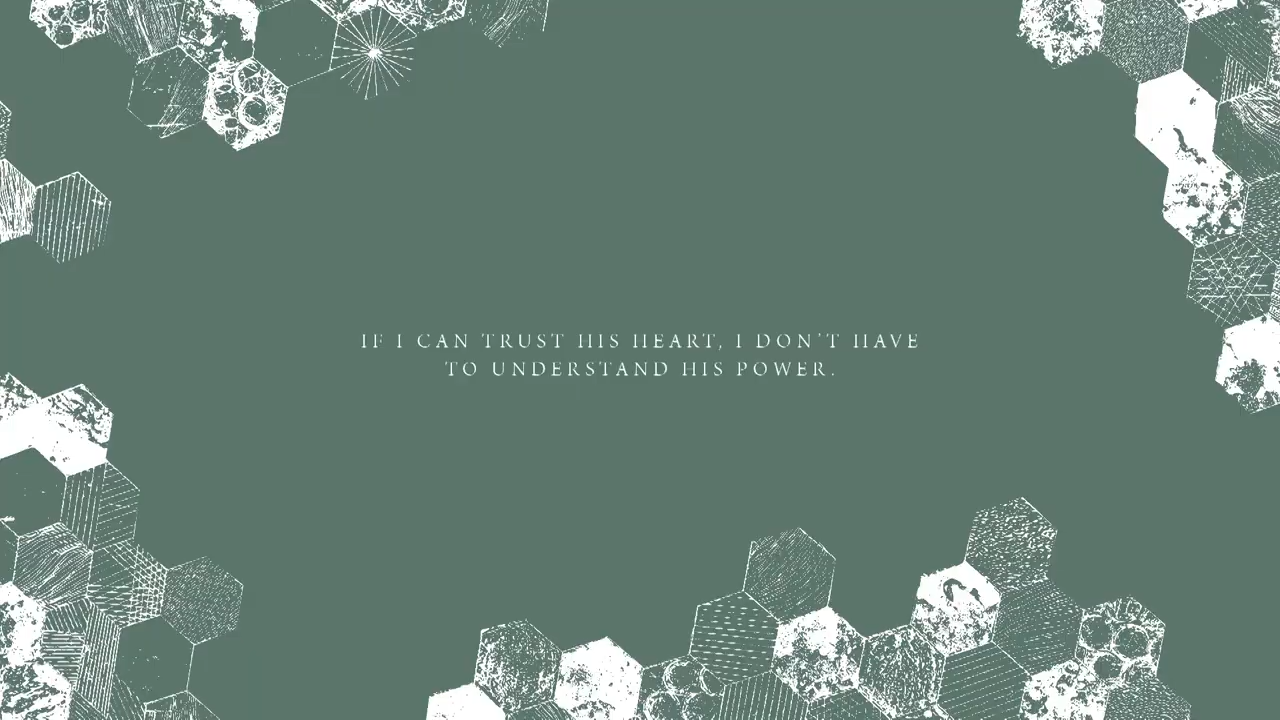 IF I CAN TRUST HIS HEART, I DON'T HAVE
TO UNDERSTAND HIS POWER.